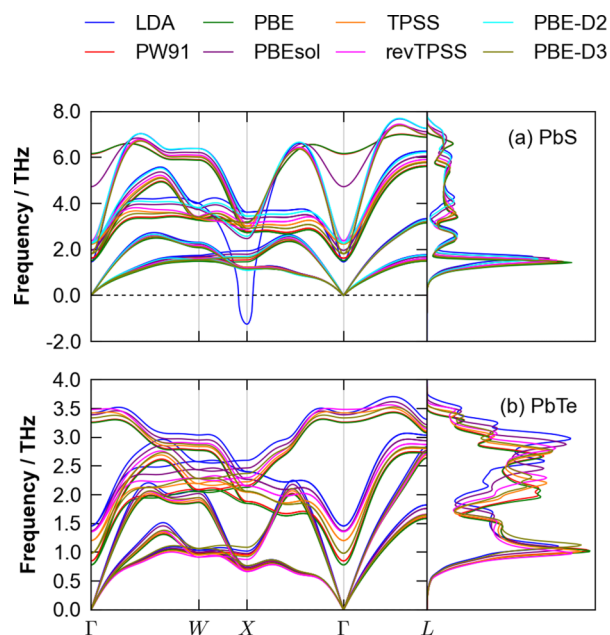 LDA PBE TPSS PBE-D2
PW91 PBEsol revTPSS PBE-D3
8.0
6.0
4.0
2.0
0.0
-2.0
Frequency / THz
(a) PbS
4.0
3.5
3.0
2.5
2.0
1.5
1.0
0.5
0.0
Frequency / THz
(b) PbTe
Γ W X Γ L